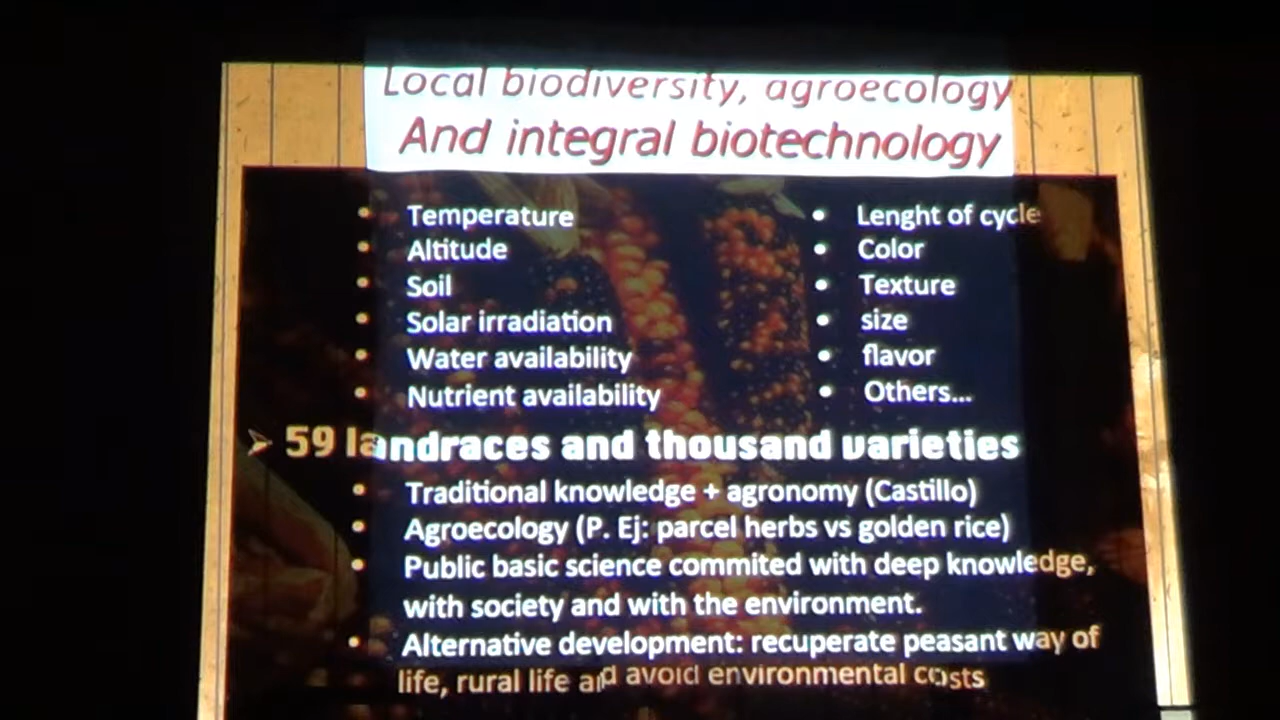 Local biodiversity, agroecology
And integral biotechnology
• Temperature
• Altitude
• Soil
• Solar irradiation
• Water availability
• Nutrient availability
• Lenght of cycle
• Color
• Texture
• size
• flavor
• Others...
➢ 59 landraces and thousand varieties
• Traditional knowledge + agronomy (Castillo)
• Agroecology (P. Ej: parcel herbs vs golden rice)
• Public basic science commited with deep knowledge,
with society and with the environment.
• Alternative development: recuperate peasant way of
life, rural life and avoid environmental costs